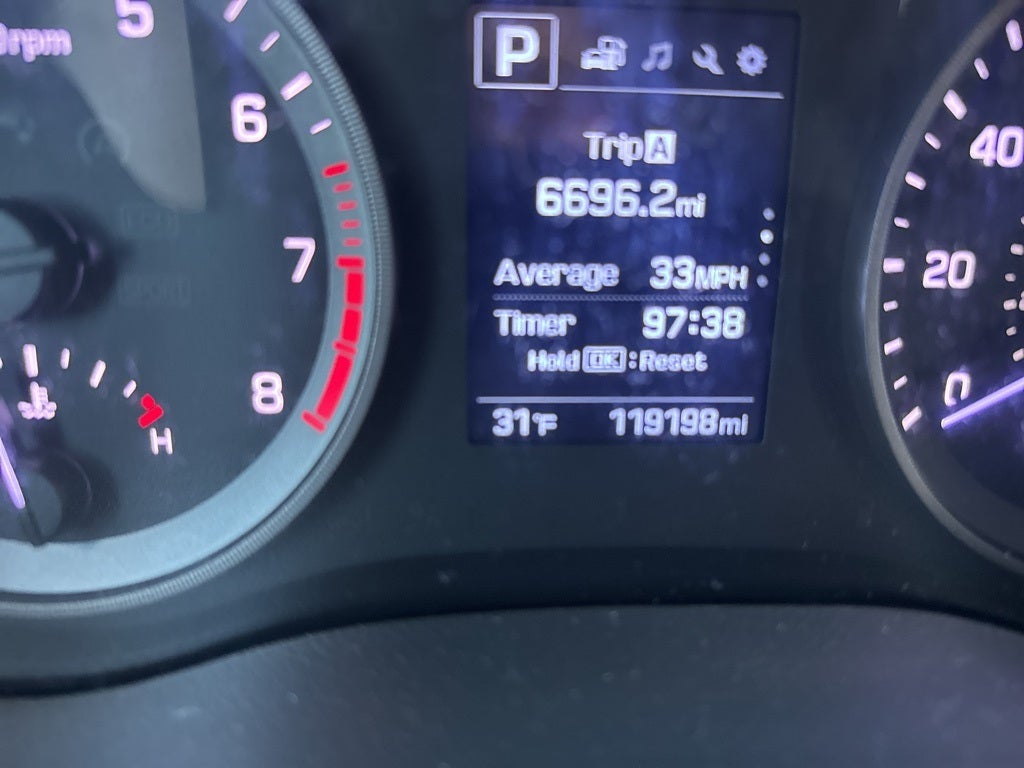 5
0rpm
6
7
8
H
P
Trip A
6696.2mi
Average 33MPH
Timer 97:38
Hold OK : Reset
31°F 119198mi
40
20
0